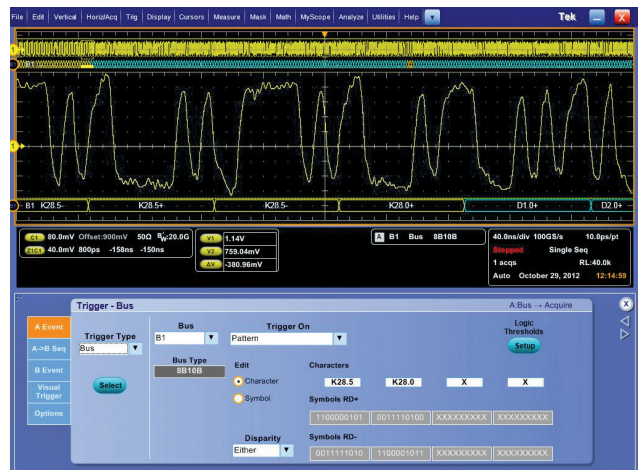 File Edit Vertical Horiz/Acq Trig Display Cursors Measure Mask Math MyScope Analyze Utilities Help Tek X
B1
B1 K28.5- K28.5+ K28.5- K28.0+ D1.0+ D2.0+
C1 80.0mV Offset:900mV 50Ω BW:20.0G
Z1C1 40.0mV 800ps -158ns -150ns
V1 1.14V
V2 759.04mV
ΔV -380.96mV
A B1 Bus 8B10B
40.0ns/div 100GS/s 10.0ps/pt
Stopped Single Seq
1 acqs RL:40.0k
Auto October 29, 2012 12:14:59
Trigger - Bus A:Bus → Acquire X
A Event
A->B Seq
B Event
Visual Trigger
Options
Trigger Type
Bus
Select
Bus
B1
Bus Type
8B10B
Trigger On
Pattern
Logic Thresholds
Setup
Edit
Character
Symbol
Disparity
Either
Characters
K28.5 K28.0 X X
Symbols RD+
1100000101 0011110100 XXXXXXXXX XXXXXXXXX
Symbols RD-
0011111010 1100001011 XXXXXXXXX XXXXXXXXX